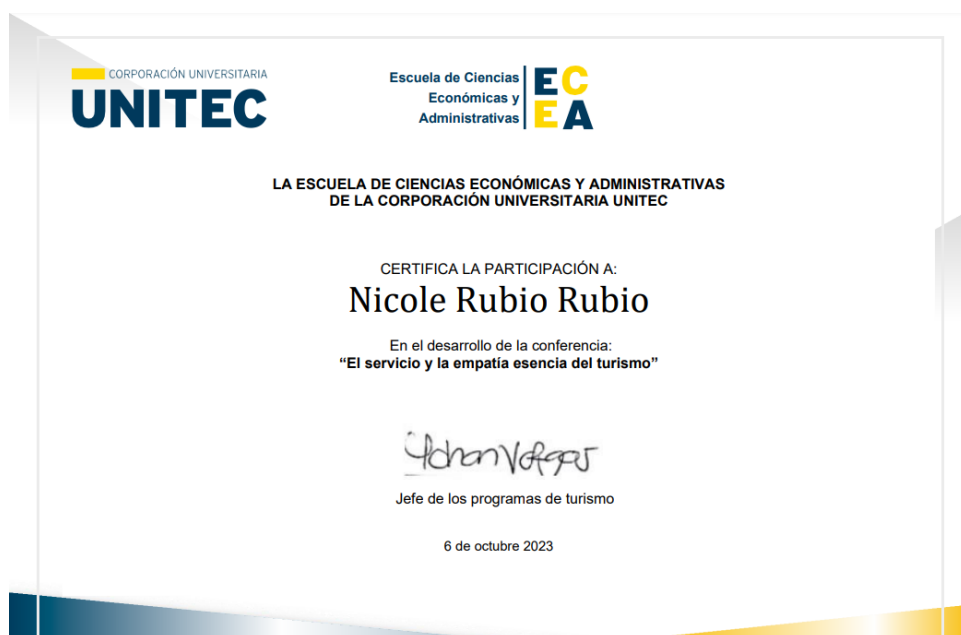 CORPORACIÓN UNIVERSITARIA
UNITEC
Escuela de Ciencias
Económicas y
Administrativas
EC
EA
LA ESCUELA DE CIENCIAS ECONÓMICAS Y ADMINISTRATIVAS
DE LA CORPORACIÓN UNIVERSITARIA UNITEC
CERTIFICA LA PARTICIPACIÓN A:
Nicole Rubio Rubio
En el desarrollo de la conferencia:
“El servicio y la empatía esencia del turismo”
Jefe de los programas de turismo
6 de octubre 2023